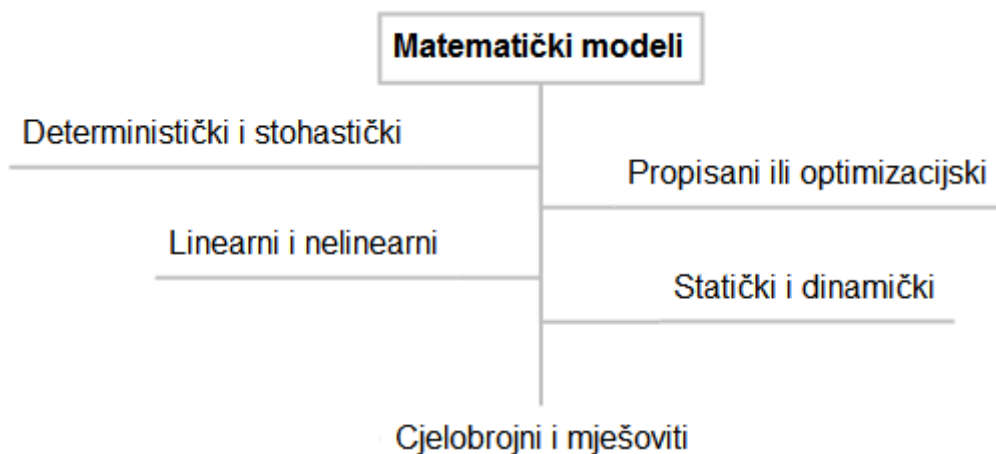 Matematički modeli
Deterministički i stohastički
Propisani ili optimizacijski
Linearni i nelinearni
Statički i dinamički
Cjelobrojni i mješoviti